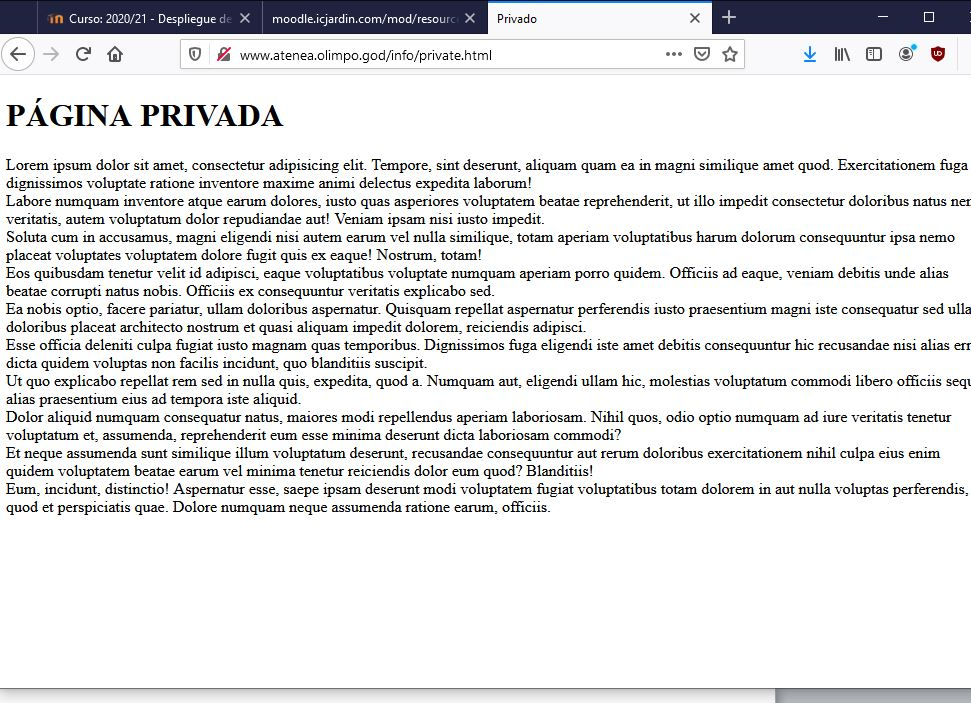 Curso: 2020/21 - Despliegue de
moodle.icjardin.com/mod/resourc
Privado
www.atenea.olimpo.god/info/private.html
PÁGINA PRIVADA
Lorem ipsum dolor sit amet, consectetur adipisicing elit. Tempore, sint deserunt, aliquam quam ea in magni similique amet quod. Exercitationem fuga
dignissimos voluptate ratione inventore maxime animi delectus expedita laborum!
Labore numquam inventore atque earum dolores, iusto quas asperiores voluptatem beatae reprehenderit, ut illo impedit consectetur doloribus natus
veritatis, autem voluptatum dolor repudiandae aut! Veniam ipsam nisi iusto impedit.
Soluta cum in accusamus, magni eligendi nisi autem earum vel nulla similique, totam aperiam voluptatibus harum dolorum consequuntur ipsa nemo
placeat voluptates voluptatem dolore fugit quis ex eaque! Nostrum, totam!
Eos quibusdam tenetur velit id adipisci, eaque voluptatibus voluptate numquam aperiam porro quidem. Officiis ad eaque, veniam debitis unde alias
beatae corrupti natus nobis. Officiis ex consequuntur veritatis explicabo sed.
Ea nobis optio, facere pariatur, ullam doloribus aspernatur. Quisquam repellat aspernatur perferendis iusto praesentium magni iste consequatur sed ulla
doloribus placeat architecto nostrum et quasi aliquam impedit dolorem, reiciendis adipisci.
Esse officia deleniti culpa fugiat iusto magnam quas temporibus. Dignissimos fuga eligendi iste amet debitis consequuntur hic recusandae nisi alias
dicta quidem voluptas non facilis incidunt, quo blanditiis suscipit.
Ut quo explicabo repellat rem sed in nulla quis, expedita, quod a. Numquam aut, eligendi ullam hic, molestias voluptatum commodi libero officiis sequ
alias praesentium eius ad tempora iste aliquid.
Dolor aliquid numquam consequatur natus, maiores modi repellendus aperiam laboriosam. Nihil quos, odio optio numquam ad iure veritatis tenetur
voluptatum et, assumenda, reprehenderit eum esse minima deserunt dicta laboriosam commodi?
Et neque assumenda sunt similique illum voluptatum deserunt, recusandae consequuntur aut rerum doloribus exercitationem nihil culpa eius enim
quidem voluptatem beatae earum vel minima tenetur reiciendis dolor eum quod? Blanditiis!
Eum, incidunt, distinctio! Aspernatur esse, saepe ipsam deserunt modi voluptatem fugiat voluptatibus totam dolorem in aut nulla voluptas perferendis,
quod et perspiciatis quae. Dolore numquam neque assumenda ratione earum, officiis.